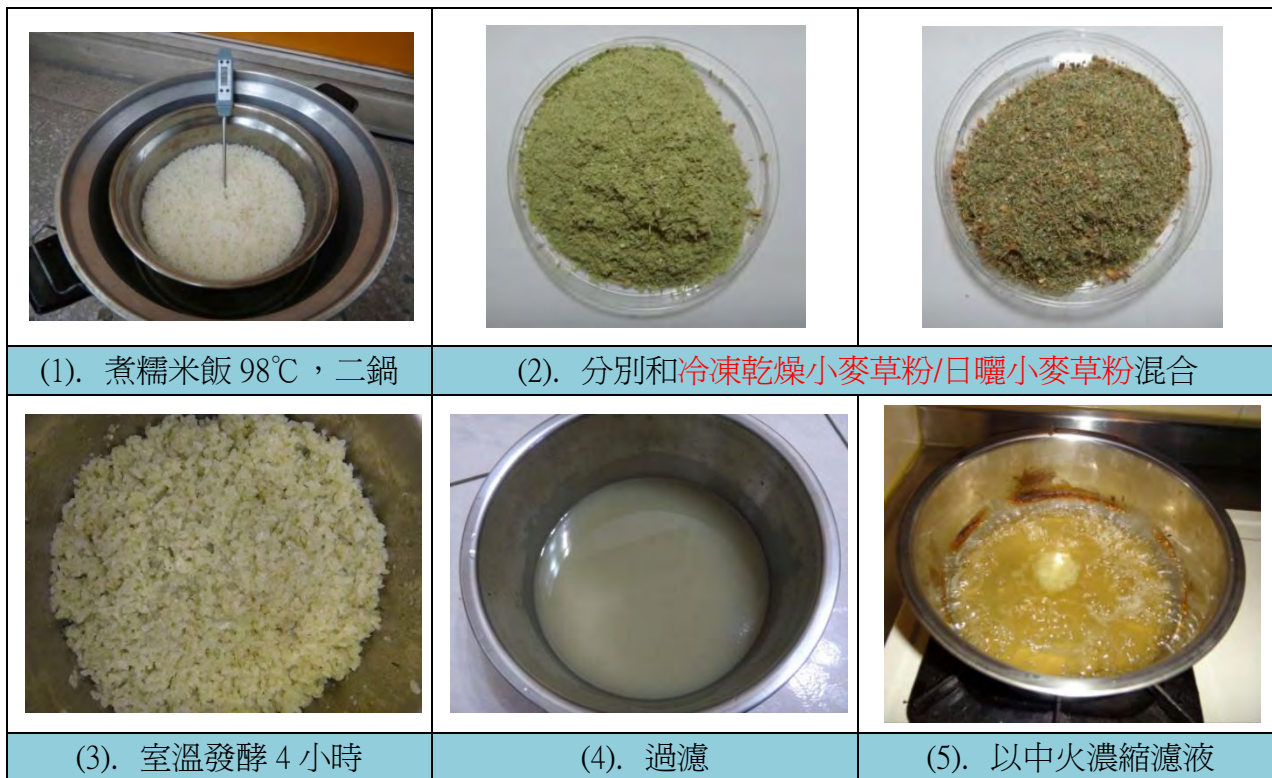 (1). 煮糯米飯 98℃，二鍋
(2). 分別和冷凍乾燥小麥草粉/日曬小麥草粉混合
(3). 室溫發酵 4 小時
(4). 過濾
(5). 以中火濃縮濾液